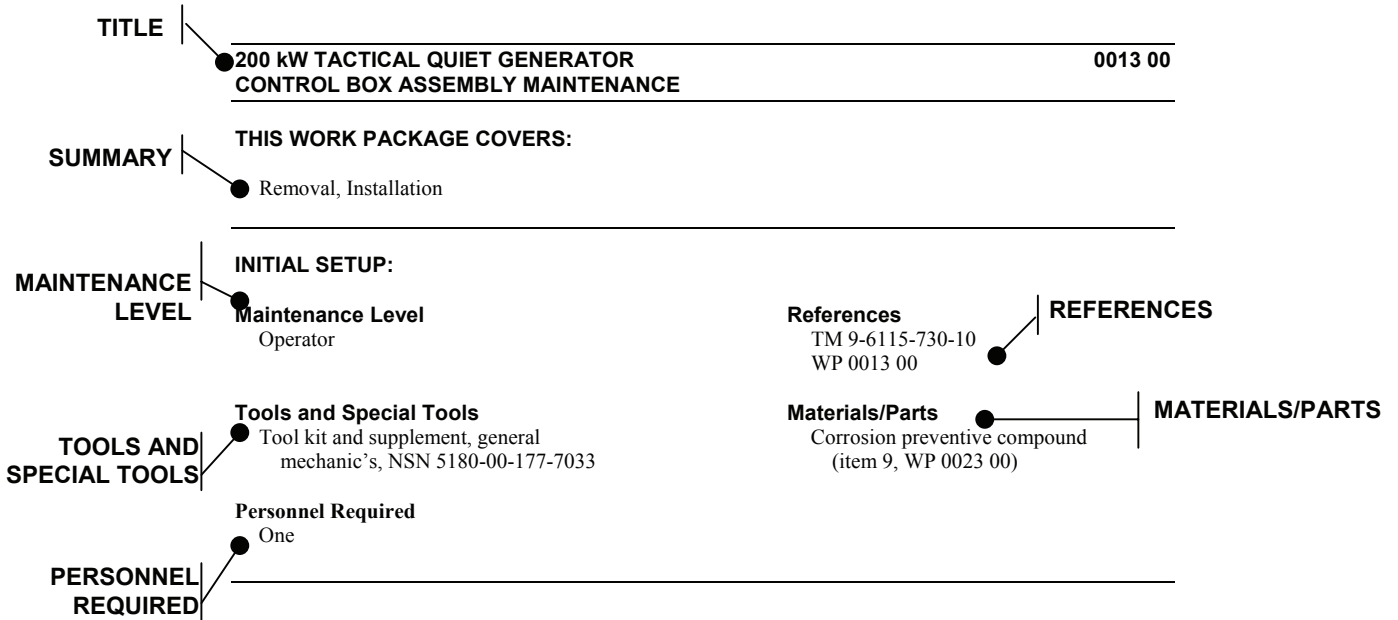 TITLE
200 kW TACTICAL QUIET GENERATOR 0013 00
CONTROL BOX ASSEMBLY MAINTENANCE
THIS WORK PACKAGE COVERS:
SUMMARY
Removal, Installation
INITIAL SETUP:
MAINTENANCE
LEVEL
Maintenance Level
Operator
References
TM 9-6115-730-10
WP 0013 00
REFERENCES
Tools and Special Tools
Tool kit and supplement, general
mechanic's, NSN 5180-00-177-7033
TOOLS AND
SPECIAL TOOLS
Materials/Parts
Corrosion preventive compound
(item 9, WP 0023 00)
MATERIALS/PARTS
Personnel Required
One
PERSONNEL
REQUIRED